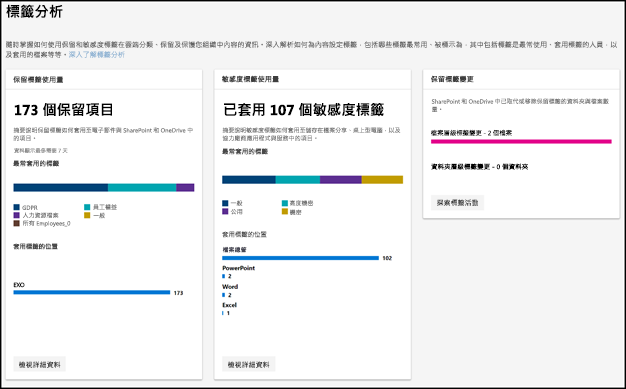 標籤分析
隨時掌握如何使用保留和敏感度標籤在雲端分類、保留及保護您組織中內容的資訊。深入解析如何為內容設定標籤，包括哪些標籤最常用、被標示為、其中包括標籤是最常使用、套用標籤的人員，以
及套用的檔案等等。深入了解標籤分析
保留標籤使用量
173 個保留項目
摘要說明保留標籤如何套用至電子郵件與 SharePoint 和 OneDrive 中
的項目。
資料顯示最多需要 7 天
最常套用的標籤
GDPR
員工權益
人力資源檔案
一般
所有 Employees_0
套用標籤的位置
EXO
173
檢視詳細資料
敏感度標籤使用量
已套用 107 個敏感度標籤
摘要說明敏感度標籤如何套用至儲存在檔案分享、桌上型電腦，以及
協力廠商應用程式與服務中的項目。
最常套用的標籤
一般
高度機密
公用
機密
套用標籤的位置
檔案總管
102
PowerPoint
2
Word
2
Excel
1
檢視詳細資料
保留標籤變更
SharePoint 和 OneDrive 中已取代或移除保留標籤的資料夾與檔案數
量。
檔案層級標籤變更 - 2 個檔案
資料夾層級標籤變更 – 0 個資料夾
探索標籤活動